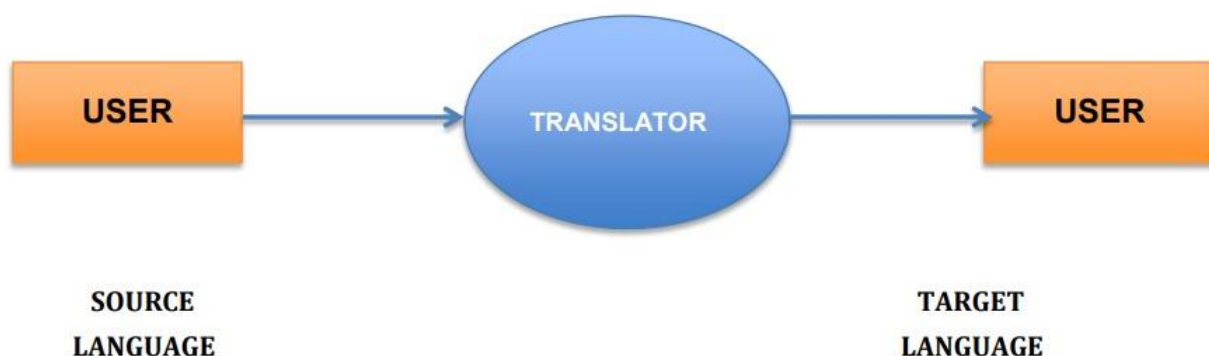 USER
TRANSLATOR
USER
SOURCE
LANGUAGE
TARGET
LANGUAGE